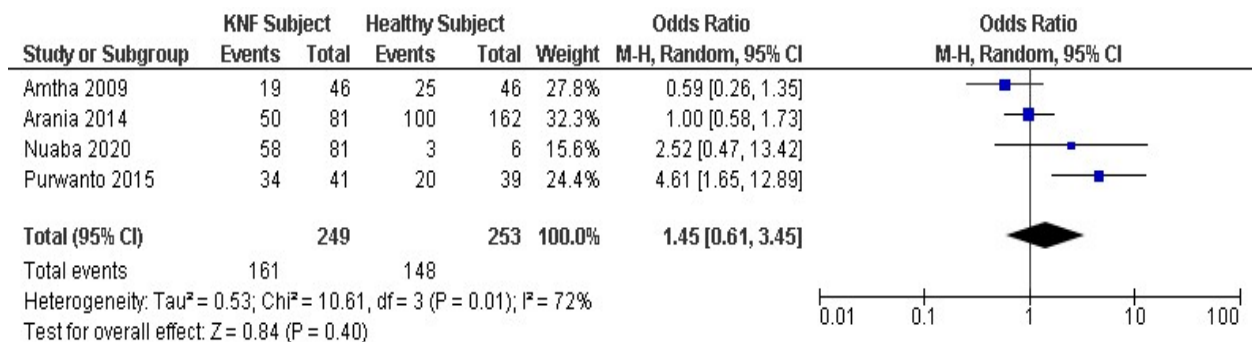 KNF Subject Healthy Subject Odds Ratio Odds Ratio
Study or Subgroup Events Total Events Total Weight M-H, Random, 95% CI M-H, Random, 95% CI
Amtha 2009 19 46 25 46 27.8% 0.59 [0.26, 1.35]
Arania 2014 50 81 100 162 32.3% 1.00 [0.58, 1.73]
Nuaba 2020 58 81 3 6 15.6% 2.52 [0.47, 13.42]
Purwanto 2015 34 41 20 39 24.4% 4.61 [1.65, 12.89]
Total (95% CI) 249 253 100.0% 1.45 [0.61, 3.45]
Total events 161 148
Heterogeneity: Tau² = 0.53; Chi² = 10.61, df = 3 (P = 0.01); I² = 72%
Test for overall effect: Z = 0.84 (P = 0.40)
0.01 0.1 1 10 100